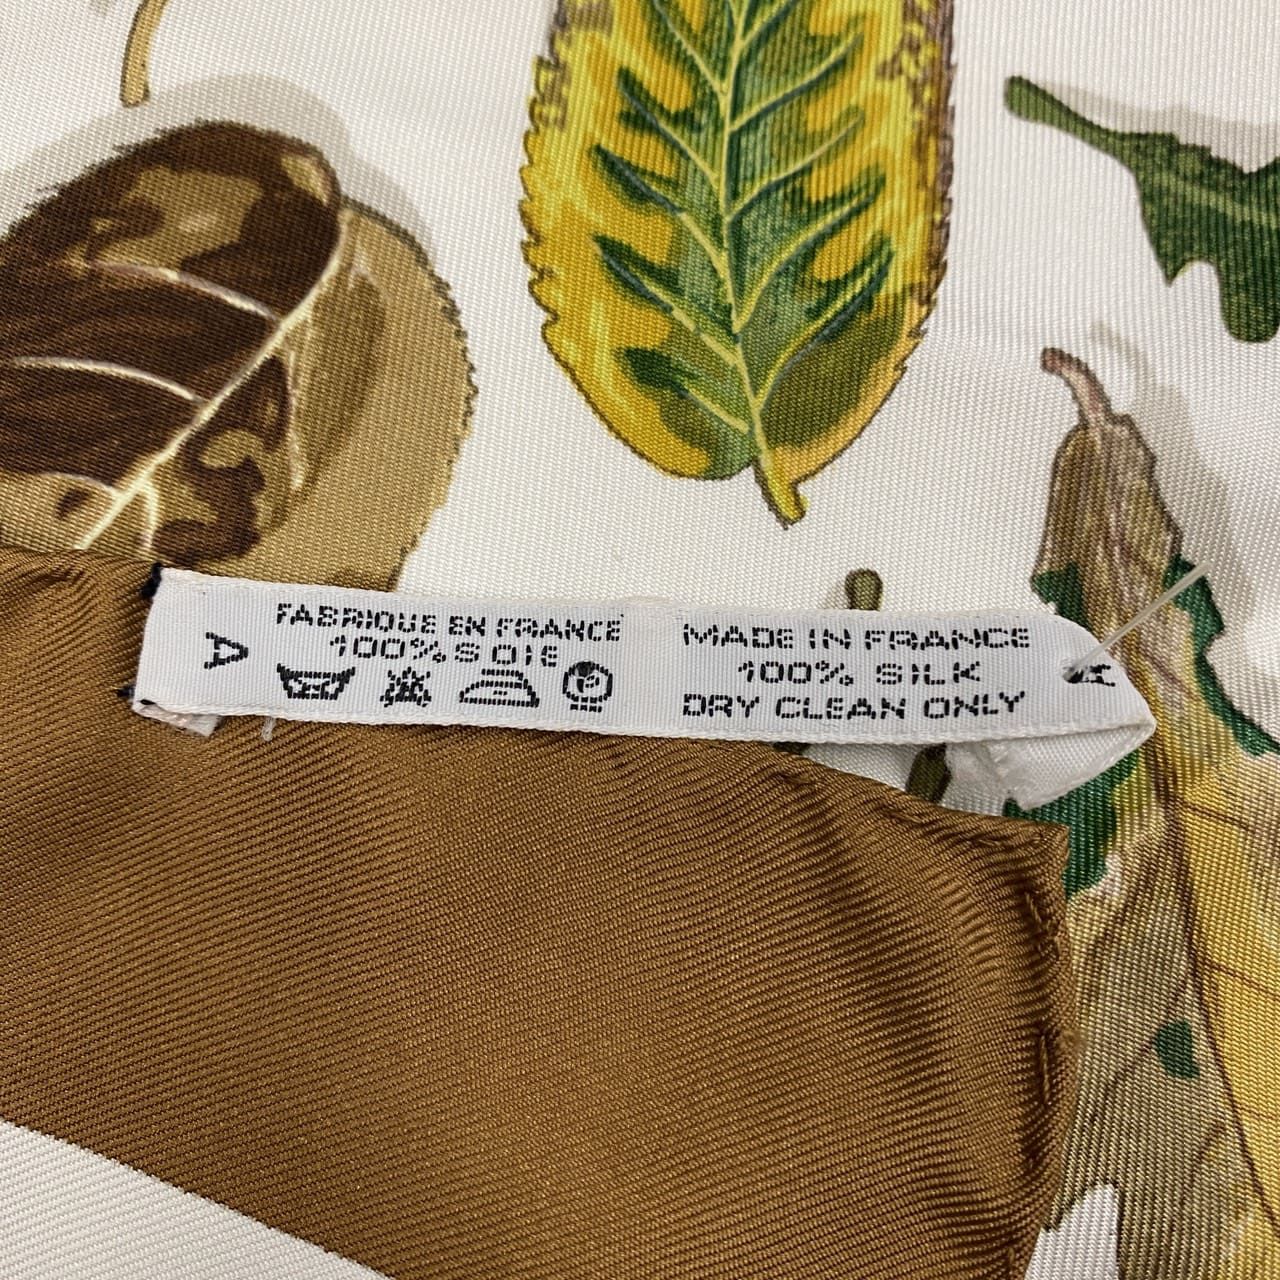 A
FABRIQUE EN FRANCE
100% SOIE
P
MADE IN FRANCE
100% SILK
DRY CLEAN ONLY